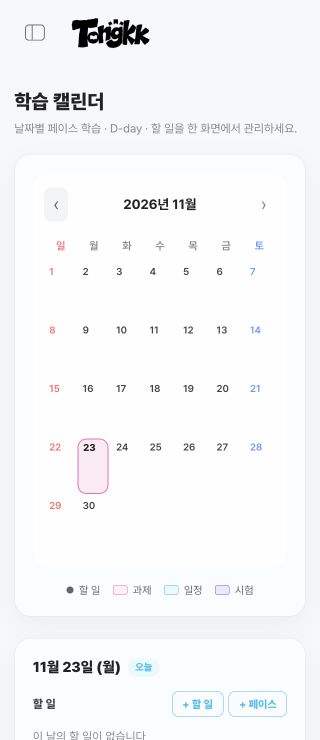 Tongkk
학습 캘린더
날짜별 페이스 학습 · D-day · 할 일을 한 화면에서 관리하세요.
‹ 2026년 11월 ›
일 월 화 수 목 금 토
1 2 3 4 5 6 7
8 9 10 11 12 13 14
15 16 17 18 19 20 21
22 23 24 25 26 27 28
29 30
할 일 과제 일정 시험
11월 23일 (월) 오늘
할 일 + 할 일 + 페이스
이 날의 할 일이 없습니다